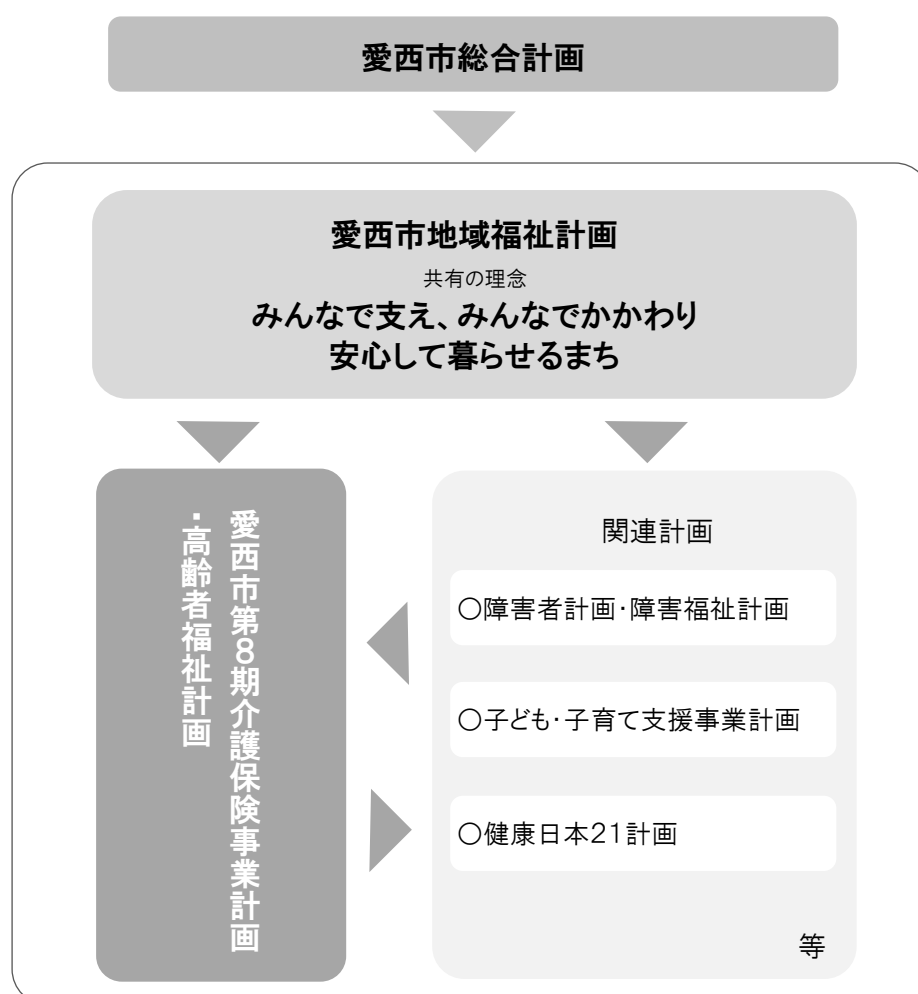 愛西市総合計画
愛西市地域福祉計画
共有の理念
みんなで支え、みんなでかかわり
安心して暮らせるまち
愛西市第8期介護保険事業計画
・高齢者福祉計画
関連計画
○障害者計画・障害福祉計画
○子ども・子育て支援事業計画
○健康日本21計画
等